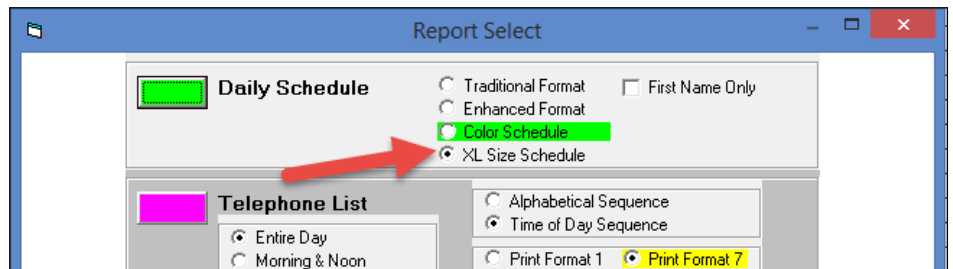 Report Select
Daily Schedule
Traditional Format
First Name Only
Enhanced Format
Color Schedule
XL Size Schedule
Telephone List
Alphabetical Sequence
Time of Day Sequence
Entire Day
Morning & Noon
Print Format 1
Print Format 7